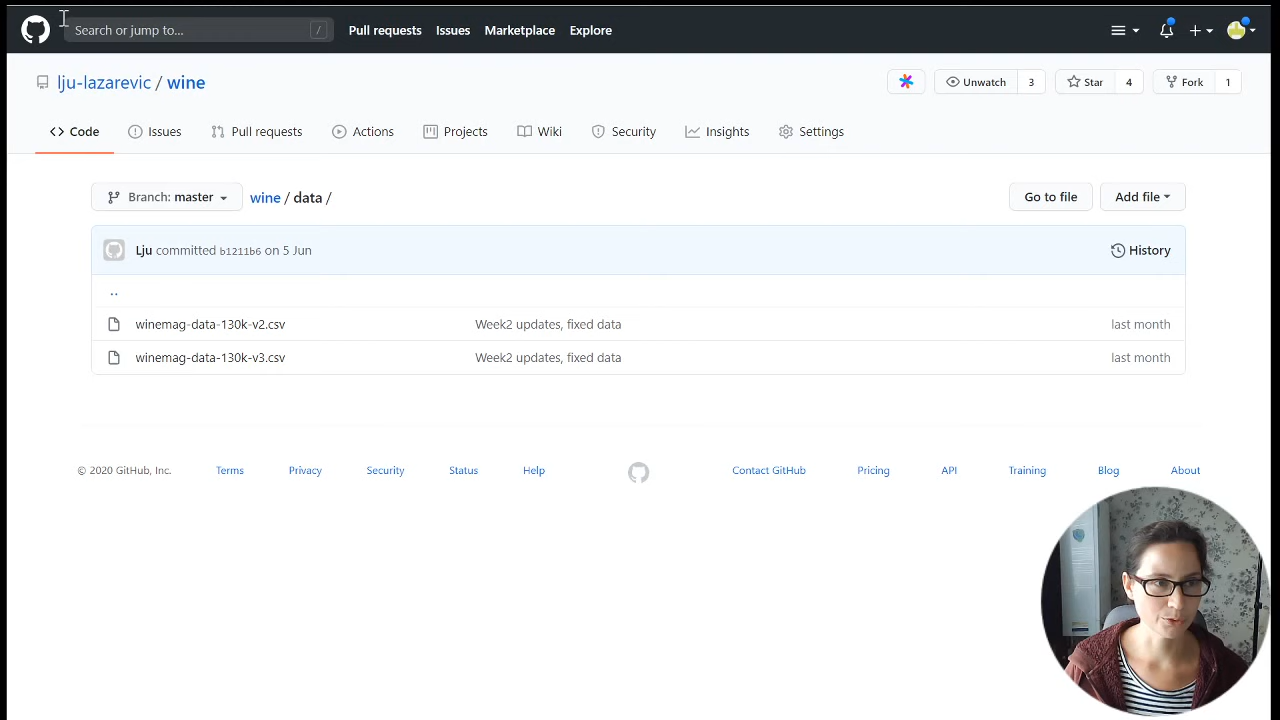 Search or jump to... / Pull requests Issues Marketplace Explore
lju-lazarevic / wine Unwatch 3 Star 4 Fork 1
Code Issues Pull requests Actions Projects Wiki Security Insights Settings
Branch: master wine / data / Go to file Add file
Lju committed b1211b6 on 5 Jun History
..
winemag-data-130k-v2.csv Week2 updates, fixed data last month
winemag-data-130k-v3.csv Week2 updates, fixed data last month
© 2020 GitHub, Inc. Terms Privacy Security Status Help Contact GitHub Pricing API Training Blog About